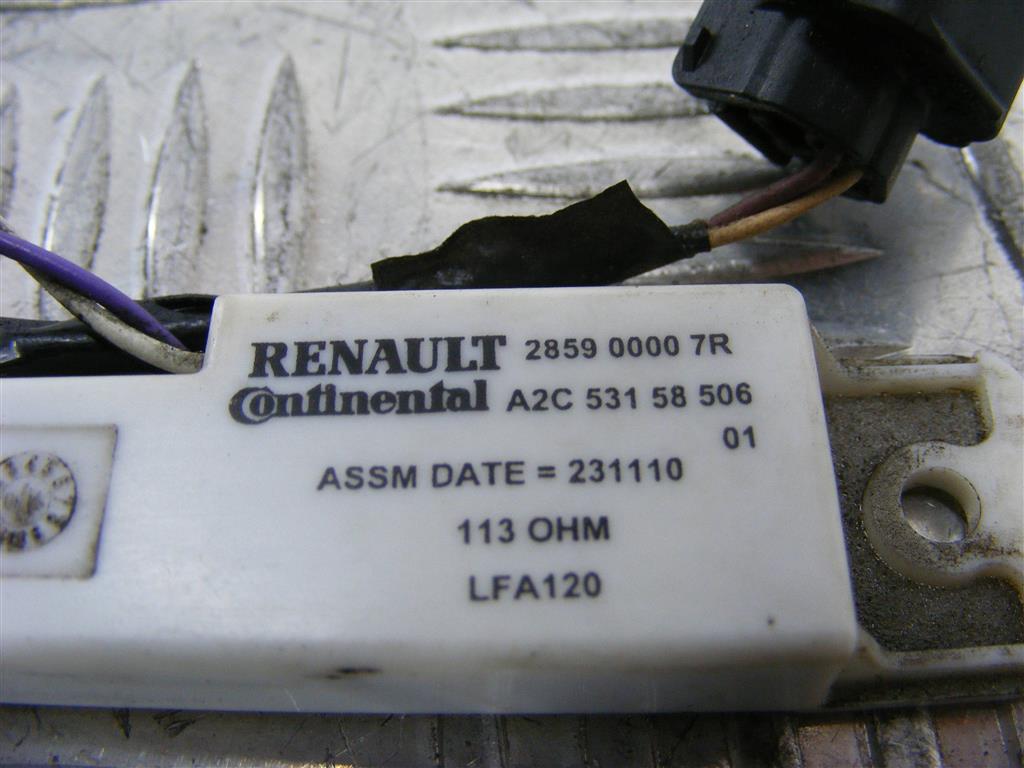 RENAULT 2859 0000 7R
Continental A2C 531 58 506
01
ASSM DATE = 231110
113 OHM
LFA120